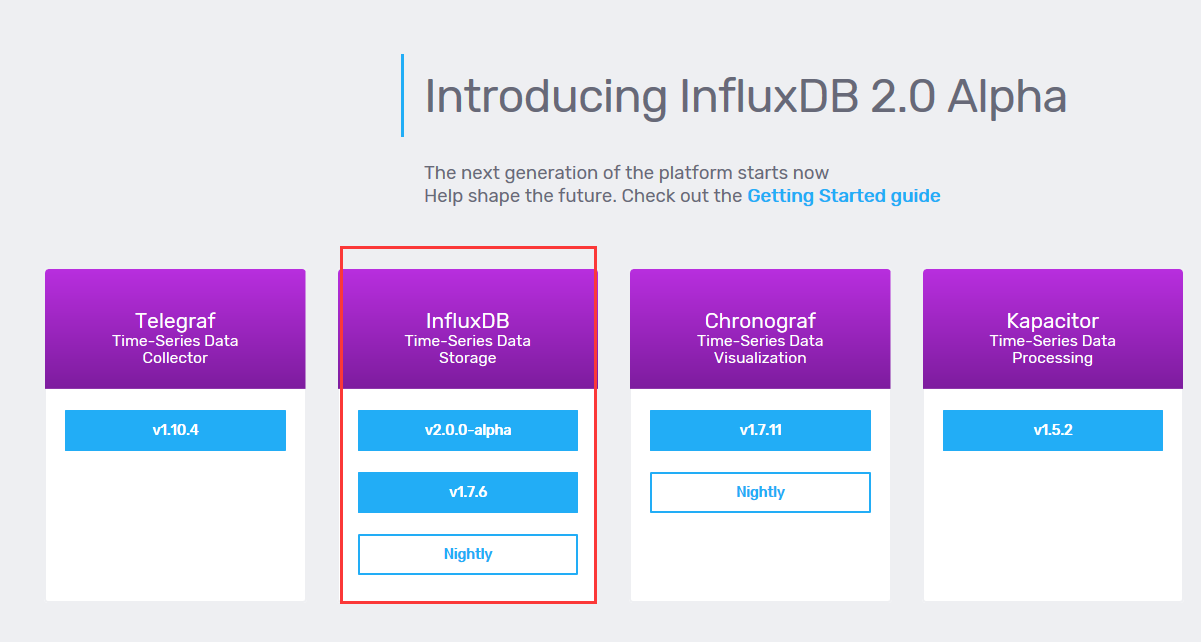 Introducing InfluxDB 2.0 Alpha
The next generation of the platform starts now
Help shape the future. Check out the Getting Started guide
Telegraf
Time-Series Data
Collector
v1.10.4
InfluxDB
Time-Series Data
Storage
v2.0.0-alpha
v1.7.6
Nightly
Chronograf
Time-Series Data
Visualization
v1.7.11
Nightly
Kapacitor
Time-Series Data
Processing
v1.5.2